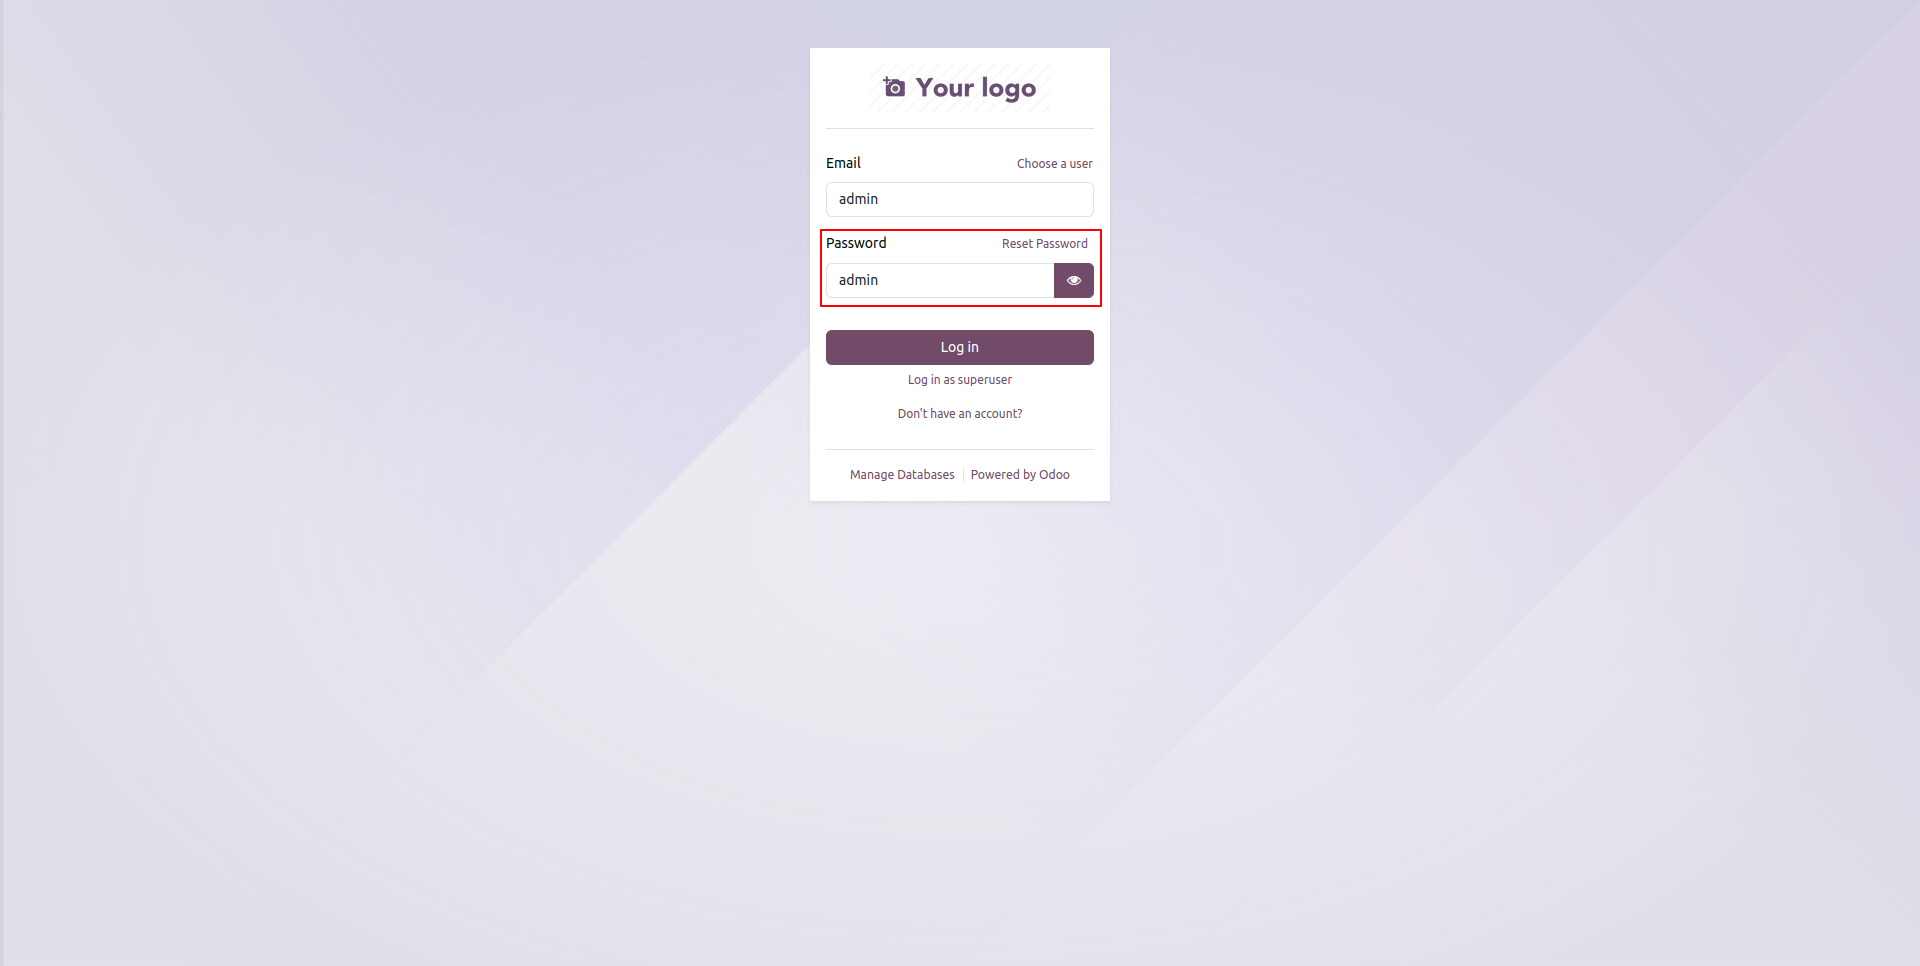 Your logo
Email Choose a user
admin
Password Reset Password
admin
Log in
Log in as superuser
Don't have an account?
Manage Databases Powered by Odoo